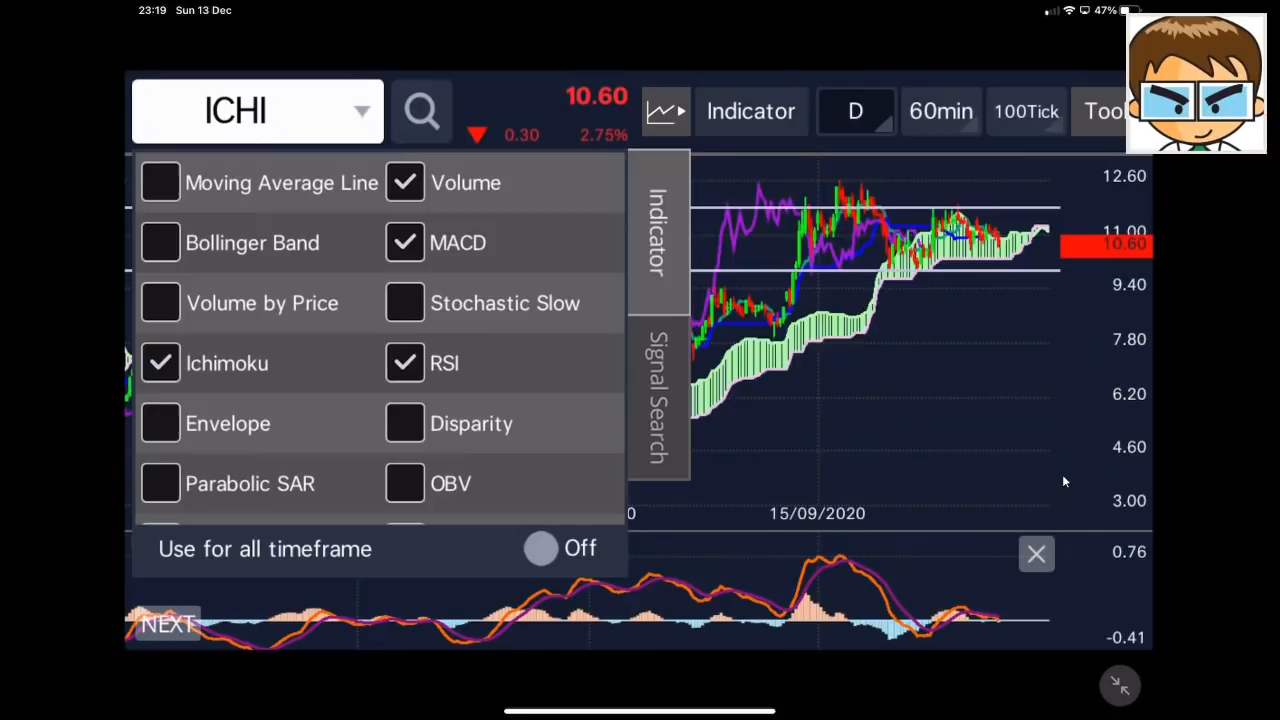 23:19 Sun 13 Dec
47%
ICHI
10.60
0.30 2.75%
Indicator
D
60min
100Tick
Tool
Moving Average Line
Volume
Bollinger Band
MACD
Volume by Price
Stochastic Slow
Ichimoku
RSI
Envelope
Disparity
Parabolic SAR
OBV
Use for all timeframe
Off
Indicator
Signal Search
12.60
11.00
10.60
9.40
7.80
6.20
4.60
3.00
0
15/09/2020
0.76
-0.41
NEXT